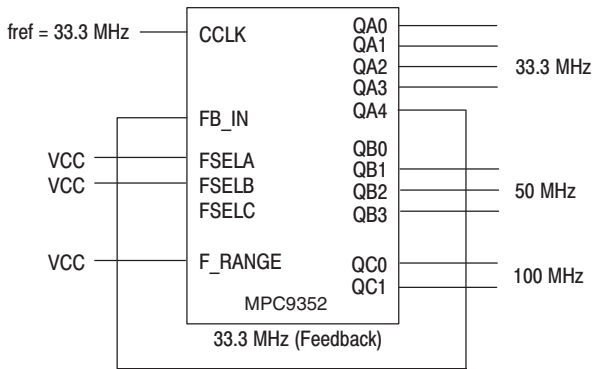 fref = 33.3 MHz
CCLK
QA0
QA1
QA2
QA3
QA4
33.3 MHz
FB_IN
VCC
FSELA
VCC
FSELB
FSELC
QB0
QB1
QB2
QB3
50 MHz
VCC
F_RANGE
QC0
QC1
100 MHz
MPC9352
33.3 MHz (Feedback)